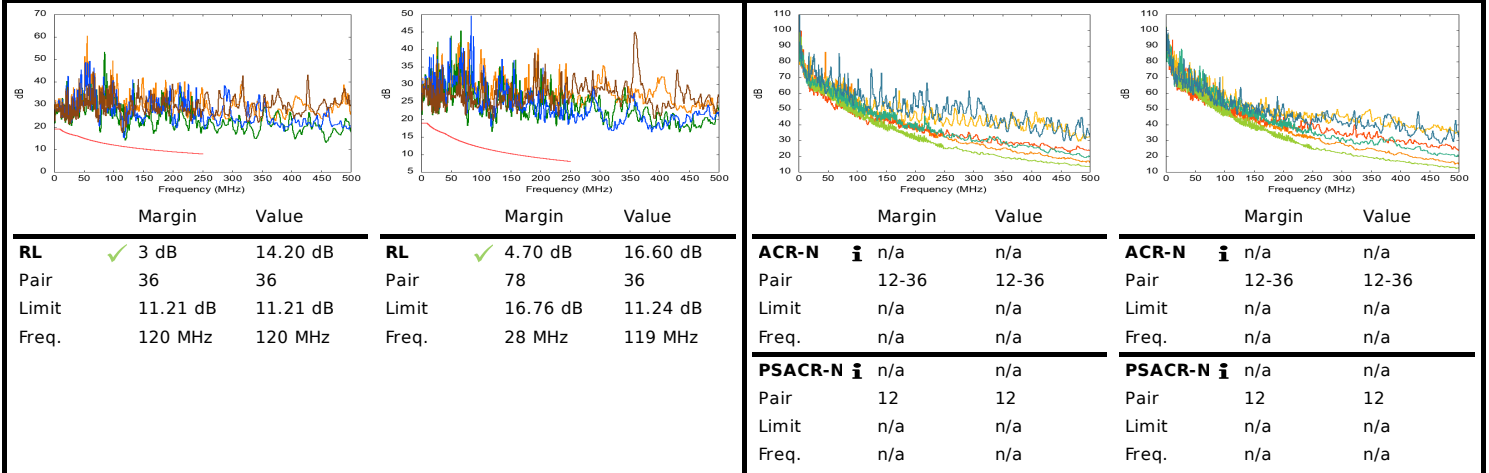 70
60
50
40
30
20
10
0
dB
0 50 100 150 200 250 300 350 400 450 500
Frequency (MHz)
Margin Value
RL 3 dB 14.20 dB
Pair 36 36
Limit 11.21 dB 11.21 dB
Freq. 120 MHz 120 MHz
50
45
40
35
30
25
20
15
10
5
dB
0 50 100 150 200 250 300 350 400 450 500
Frequency (MHz)
Margin Value
RL 4.70 dB 16.60 dB
Pair 78 36
Limit 16.76 dB 11.24 dB
Freq. 28 MHz 119 MHz
110
100
90
80
70
60
50
40
30
20
10
dB
0 50 100 150 200 250 300 350 400 450 500
Frequency (MHz)
Margin Value
ACR-N i n/a n/a
Pair 12-36 12-36
Limit n/a n/a
Freq. n/a n/a
PSACR-N i n/a n/a
Pair 12 12
Limit n/a n/a
Freq. n/a n/a
110
100
90
80
70
60
50
40
30
20
10
dB
0 50 100 150 200 250 300 350 400 450 500
Frequency (MHz)
Margin Value
ACR-N i n/a n/a
Pair 12-36 12-36
Limit n/a n/a
Freq. n/a n/a
PSACR-N i n/a n/a
Pair 12 12
Limit n/a n/a
Freq. n/a n/a